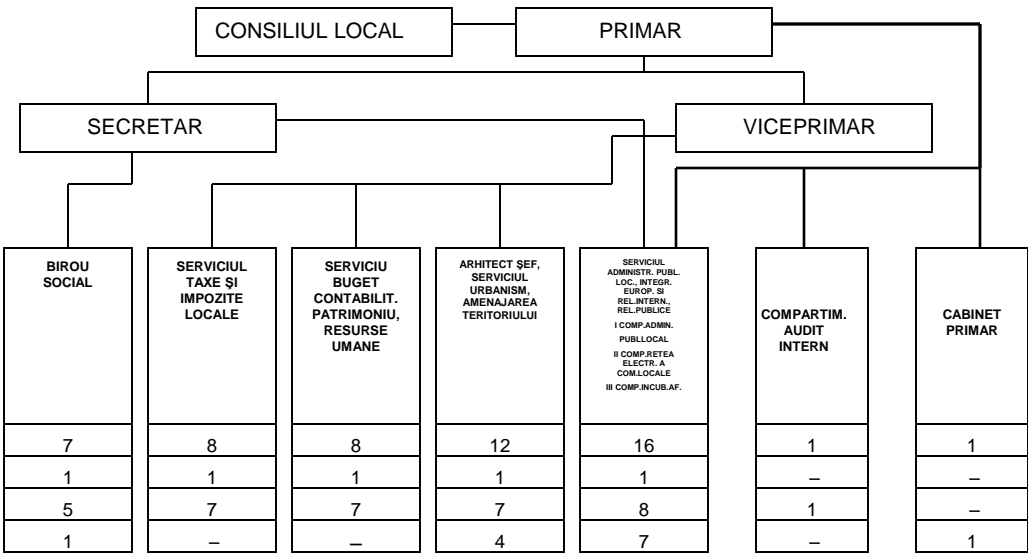 CONSILIUL LOCAL
PRIMAR
SECRETAR
VICEPRIMAR
BIROU
SOCIAL
7
1
5
1
SERVICIUL
TAXE ŞI
IMPOZITE
LOCALE
8
1
7
–
SERVICIU
BUGET
CONTABILIT.
PATRIMONIU,
RESURSE
UMANE
8
1
7
–
ARHITECT ŞEF,
SERVICIUL
URBANISM,
AMENAJAREA
TERITORIULUI
12
1
7
4
SERVICIUL
ADMINISTR. PUBL.
LOC., INTEGR.
EUROP. SI
REL.INTERN.,
REL.PUBLICE
I COMP.ADMIN.
PUBLLOCAL
II COMP.RETEA
ELECTR. A
COM.LOCALE
III COMP.INCUB.AF.
16
1
8
7
COMPARTIM.
AUDIT
INTERN
1
–
1
–
CABINET
PRIMAR
1
–
–
1